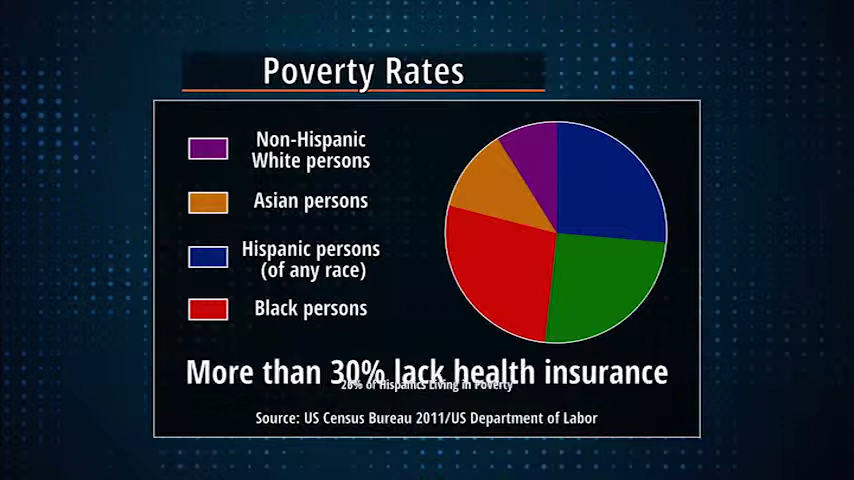 Poverty Rates
Non-Hispanic
White persons
Asian persons
Hispanic persons
(of any race)
Black persons
More than 30% lack health insurance
26% of Hispanics Living in Poverty
Source: US Census Bureau 2011/US Department of Labor